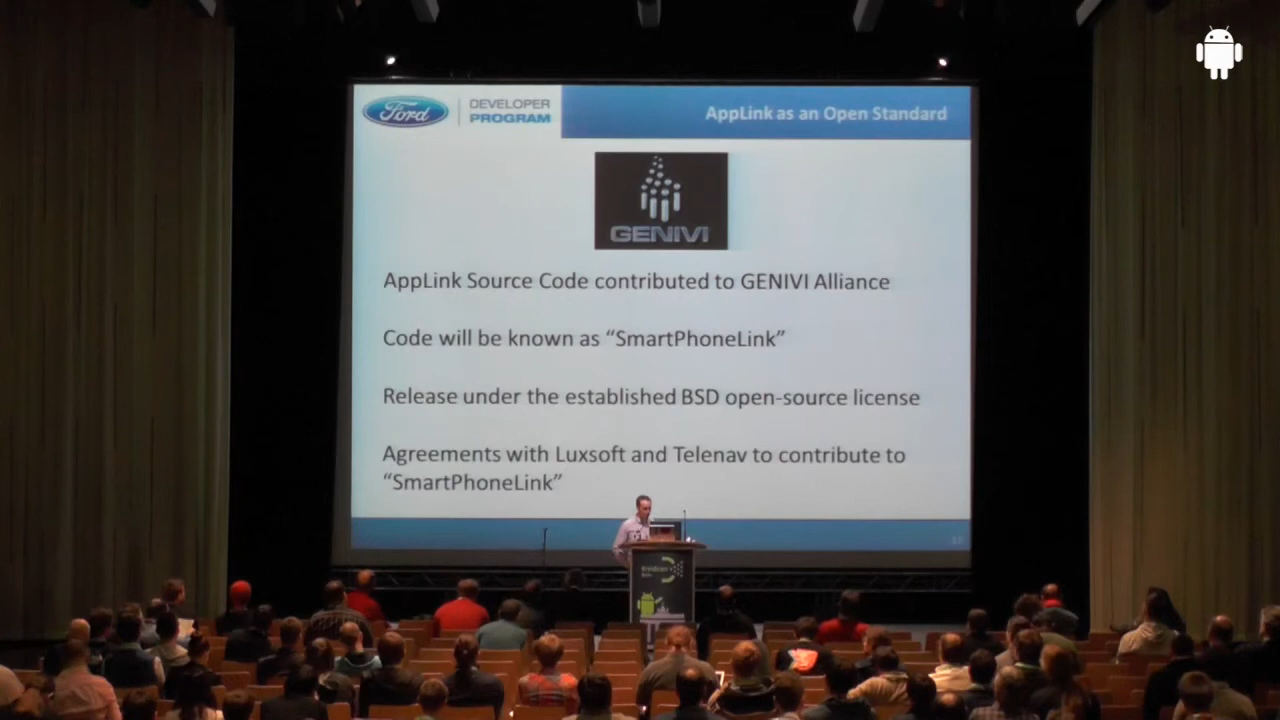 Ford
DEVELOPER
PROGRAM
AppLink as an Open Standard
GENIVI
AppLink Source Code contributed to GENIVI Alliance
Code will be known as “SmartPhoneLink”
Release under the established BSD open-source license
Agreements with Luxsoft and Telenav to contribute to
“SmartPhoneLink”